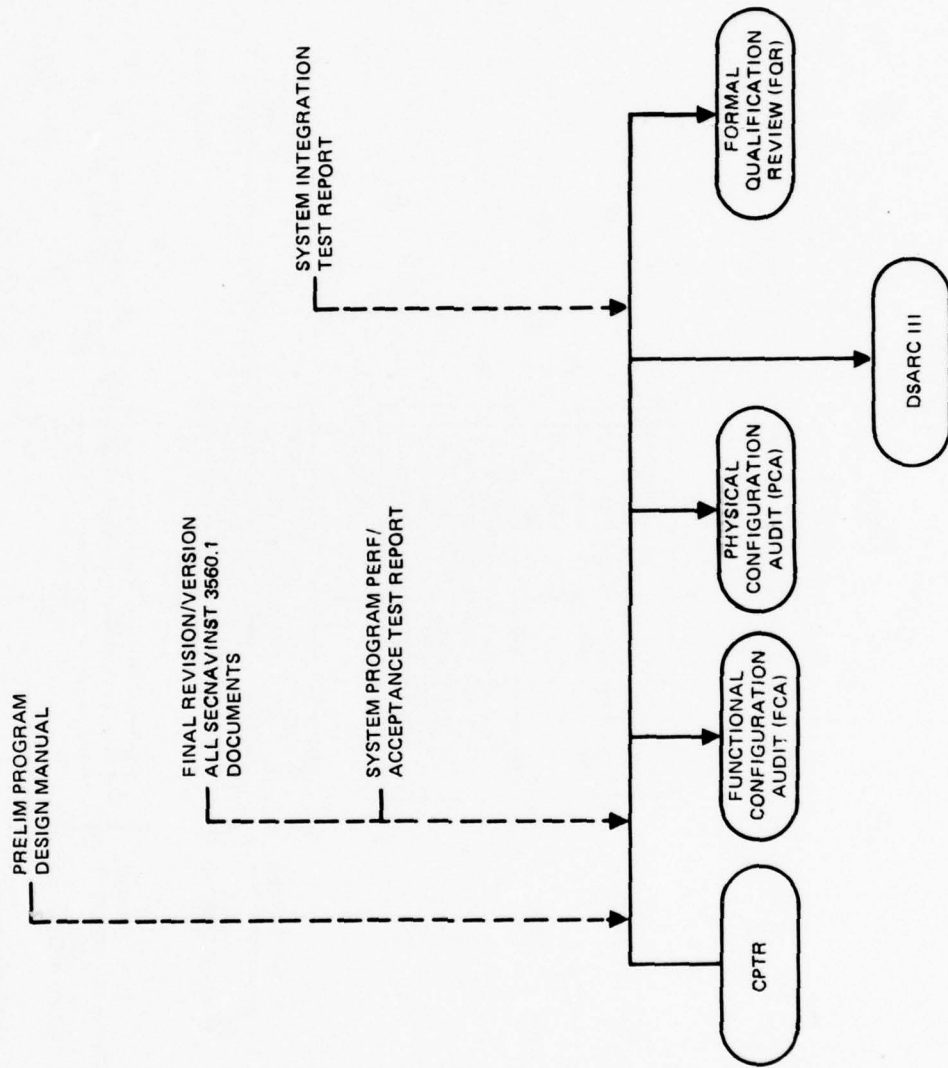 PRELIM PROGRAM
DESIGN MANUAL
FINAL REVISION/VERSION
ALL SECNAVINST 3560.1
DOCUMENTS
SYSTEM PROGRAM PERF/
ACCEPTANCE TEST REPORT
SYSTEM INTEGRATION
TEST REPORT
CPTR
FUNCTIONAL
CONFIGURATION
AUDIT (FCA)
PHYSICAL
CONFIGURATION
AUDIT (PCA)
DSARC III
FORMAL
QUALIFICATION
REVIEW (FQR)